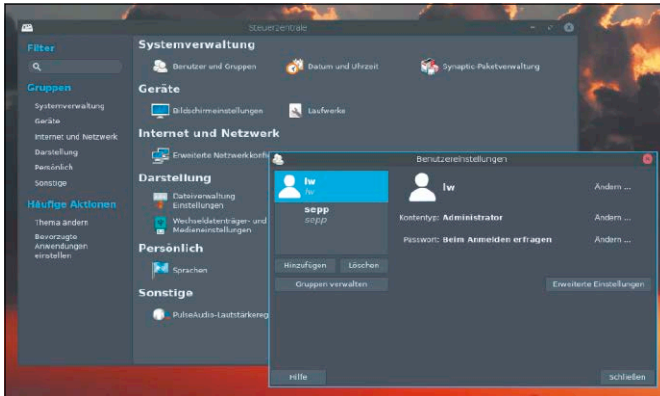 Steuerzentrale
Filter
Gruppen
Systemverwaltung
Geräte
Internet und Netzwerk
Darstellung
Persönlich
Sonstige
Häufige Aktionen
Thema ändern
Bevorzugte
Anwendungen
einstellen
Systemverwaltung
Benutzer und Gruppen
Datum und Uhrzeit
Synaptic-Paketverwaltung
Geräte
Bildschirmeinstellungen
Laufwerke
Internet und Netzwerk
Erweiterte Netzwerkkonfi
Darstellung
Dateiverwaltung
Einstellungen
Wechseldatenträger- und
Medieneinstellungen
Persönlich
Sprachen
Sonstige
PulseAudio-Lautstärkereg
Benutzereinstellungen
lw
lw
sepp
sepp
Hinzufügen
Löschen
Gruppen verwalten
lw
Ändern ...
Kontentyp: Administrator
Ändern ...
Passwort: Beim Anmelden erfragen
Ändern ...
Erweiterte Einstellungen
Hilfe
Schließen